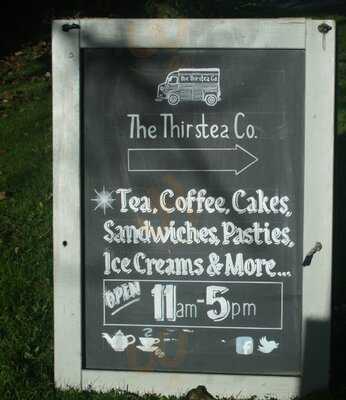 The Thirstea Co
The Thirstea Co.
Tea, Coffee, Cakes,
Sandwiches, Pasties,
Ice Creams & More...
OPEN 11am-5pm
f